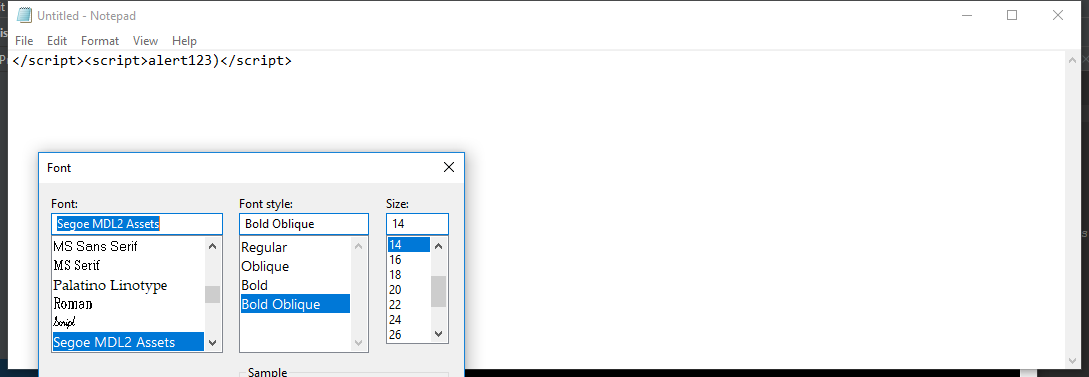 Untitled - Notepad
File Edit Format View Help
</script><script>alert123)</script>
Font
Font: Font style: Size:
Segoe MDL2 Assets Bold Oblique 14
MS Sans Serif Regular 14
MS Serif Oblique 16
Palatino Linotype Bold 18
Roman Bold Oblique 20
Script 22
Segoe MDL2 Assets 24
26
Sample